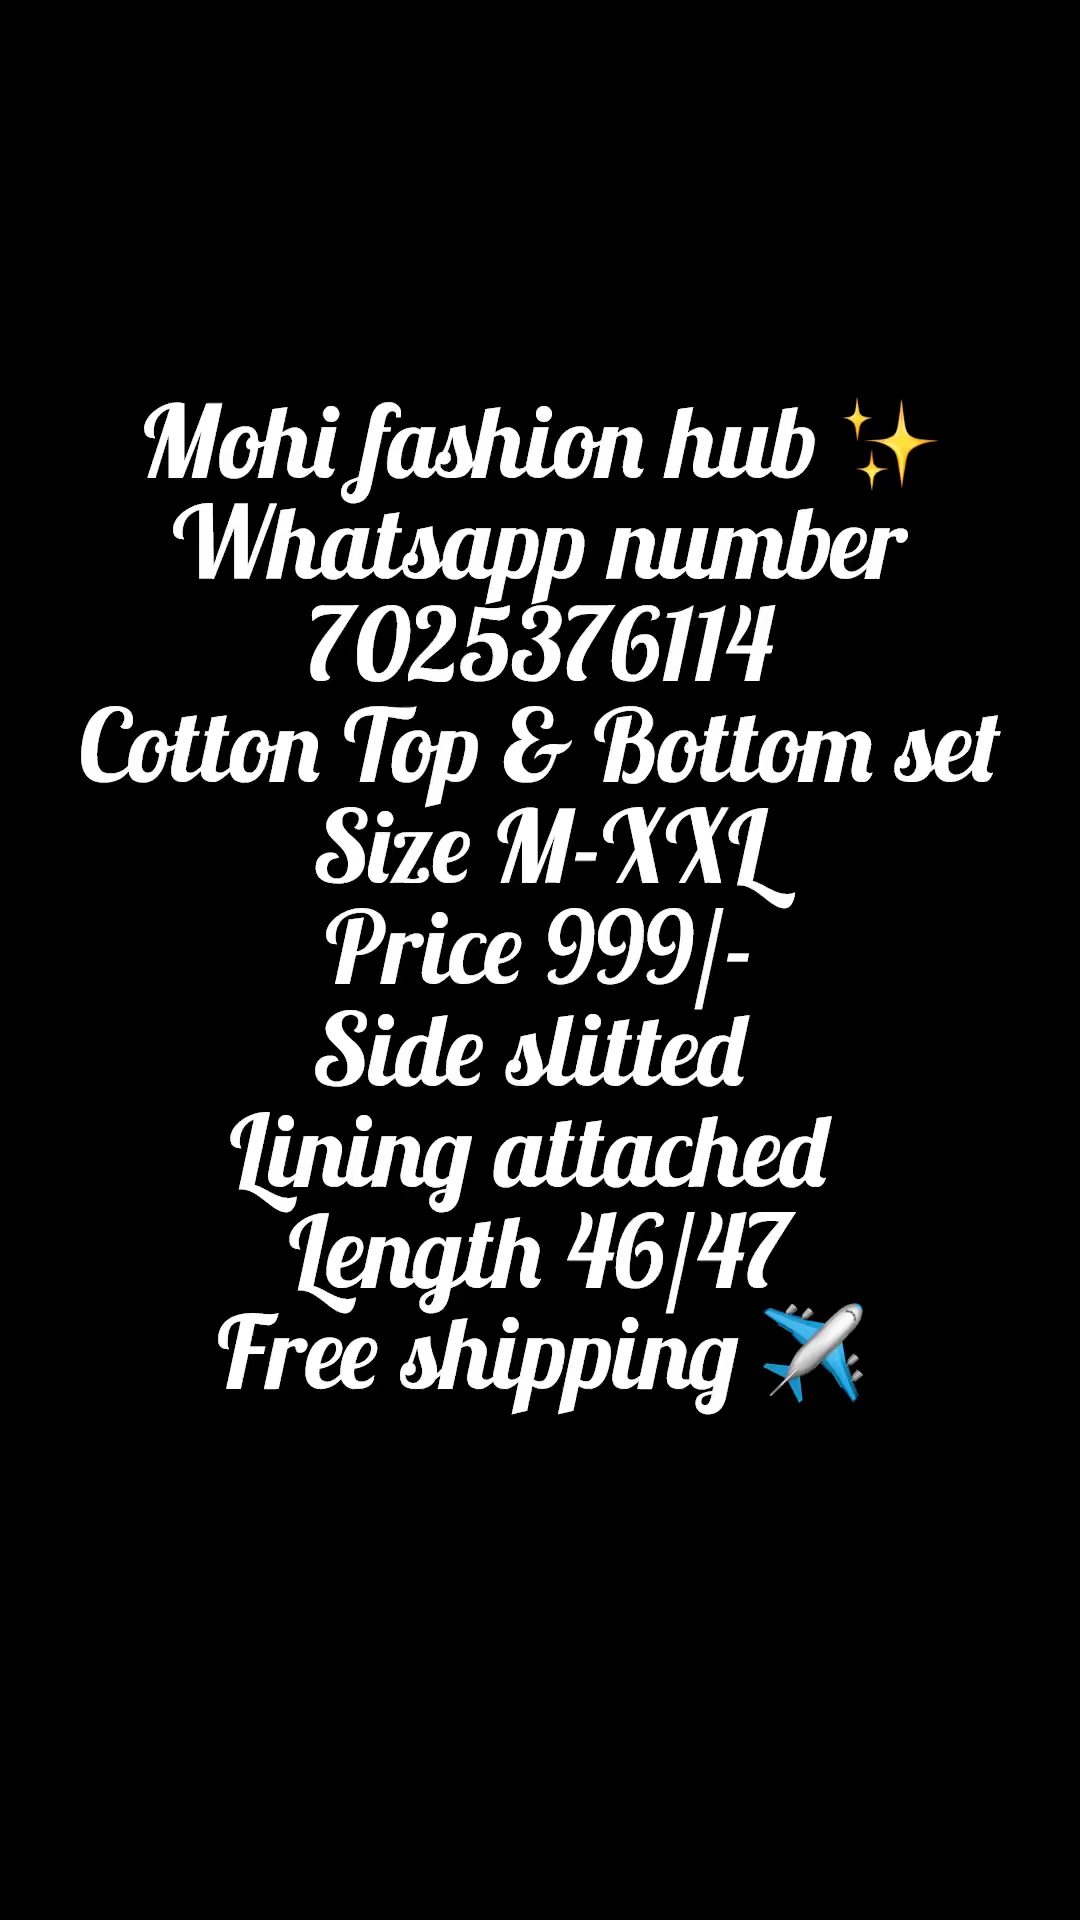 Mohi fashion hub ✨
Whatsapp number
7025376114
Cotton Top & Bottom set
Size M-XXL
Price 999/-
Side slitted
Lining attached
Length 46/47
Free shipping ✈️